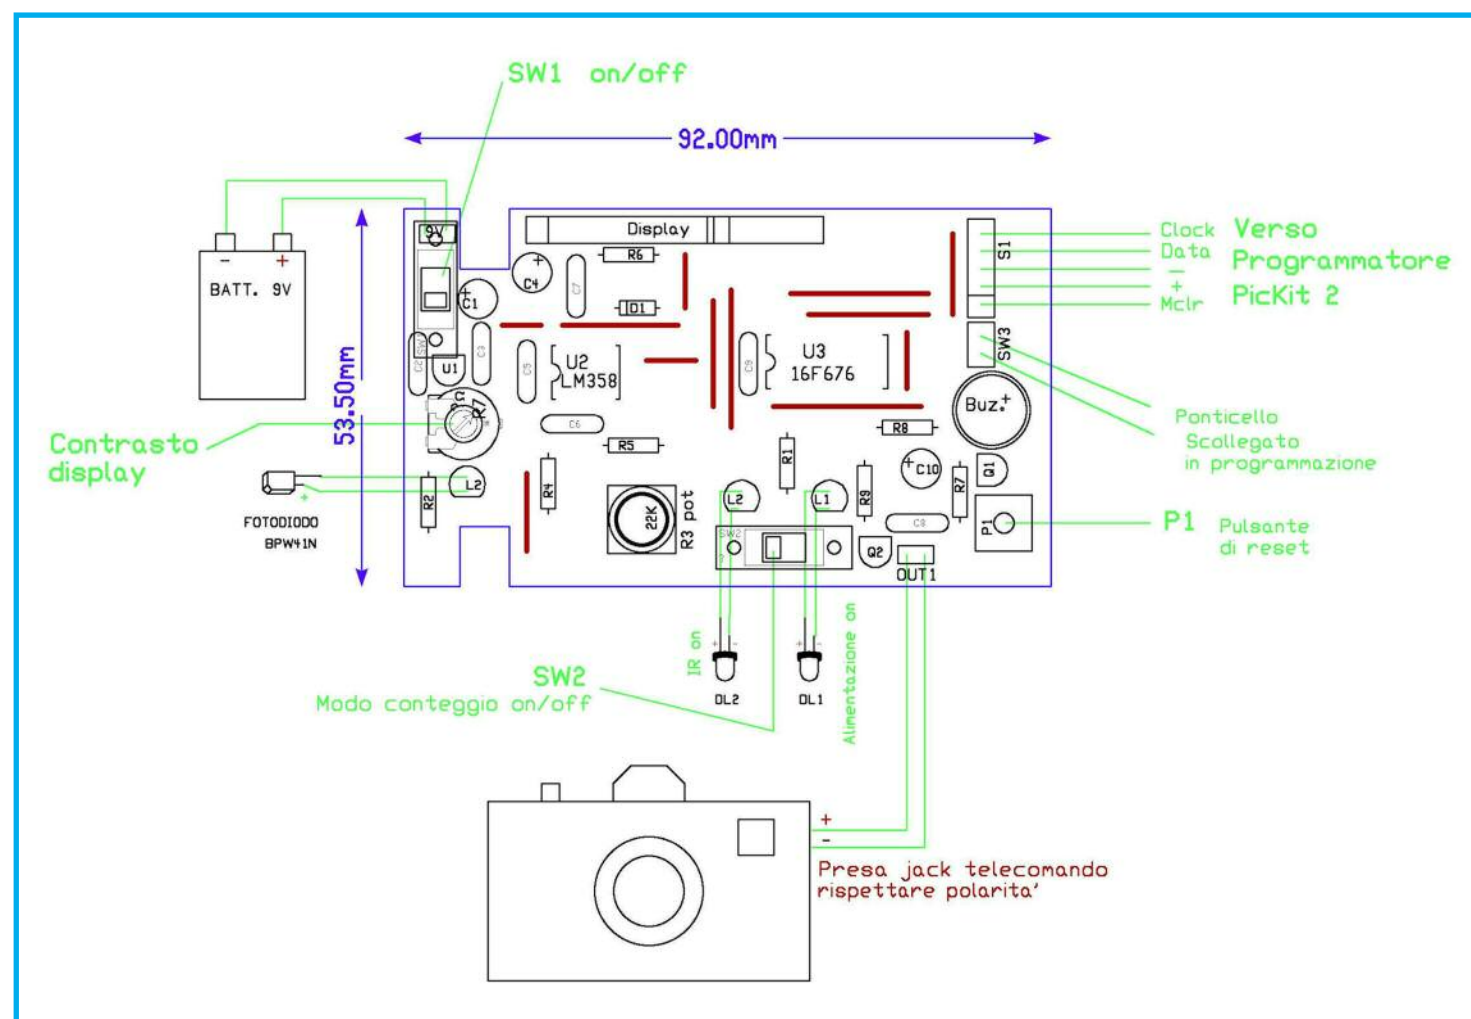 SW1 on/off
92.00mm
53.50mm
- +
BATT. 9V
9V
Display
R6
C4
C7
C1
D1
C3
C5
U1
U2
LM358
C9
U3
16F676
S1
Clock
Data
—
+
Mclr
Verso
Programmatore
PicKit 2
SW3
Buz.+
Ponticello
Scollegato
in programmazione
Contrasto
display
R7
C6
R5
R8
R1
C10
Q1
R2
L2
R4
22K
R3 pot
L2
L1
R9
R7
C8
P1
P1 Pulsante
di reset
+
FOTODIODO
BPW41N
SW2
Q2
OUT1
IR on
+ -
DL2
+ -
DL1
Alimentazione on
SW2
Modo conteggio on/off
+
-
Presa jack telecomando
rispettare polarita'